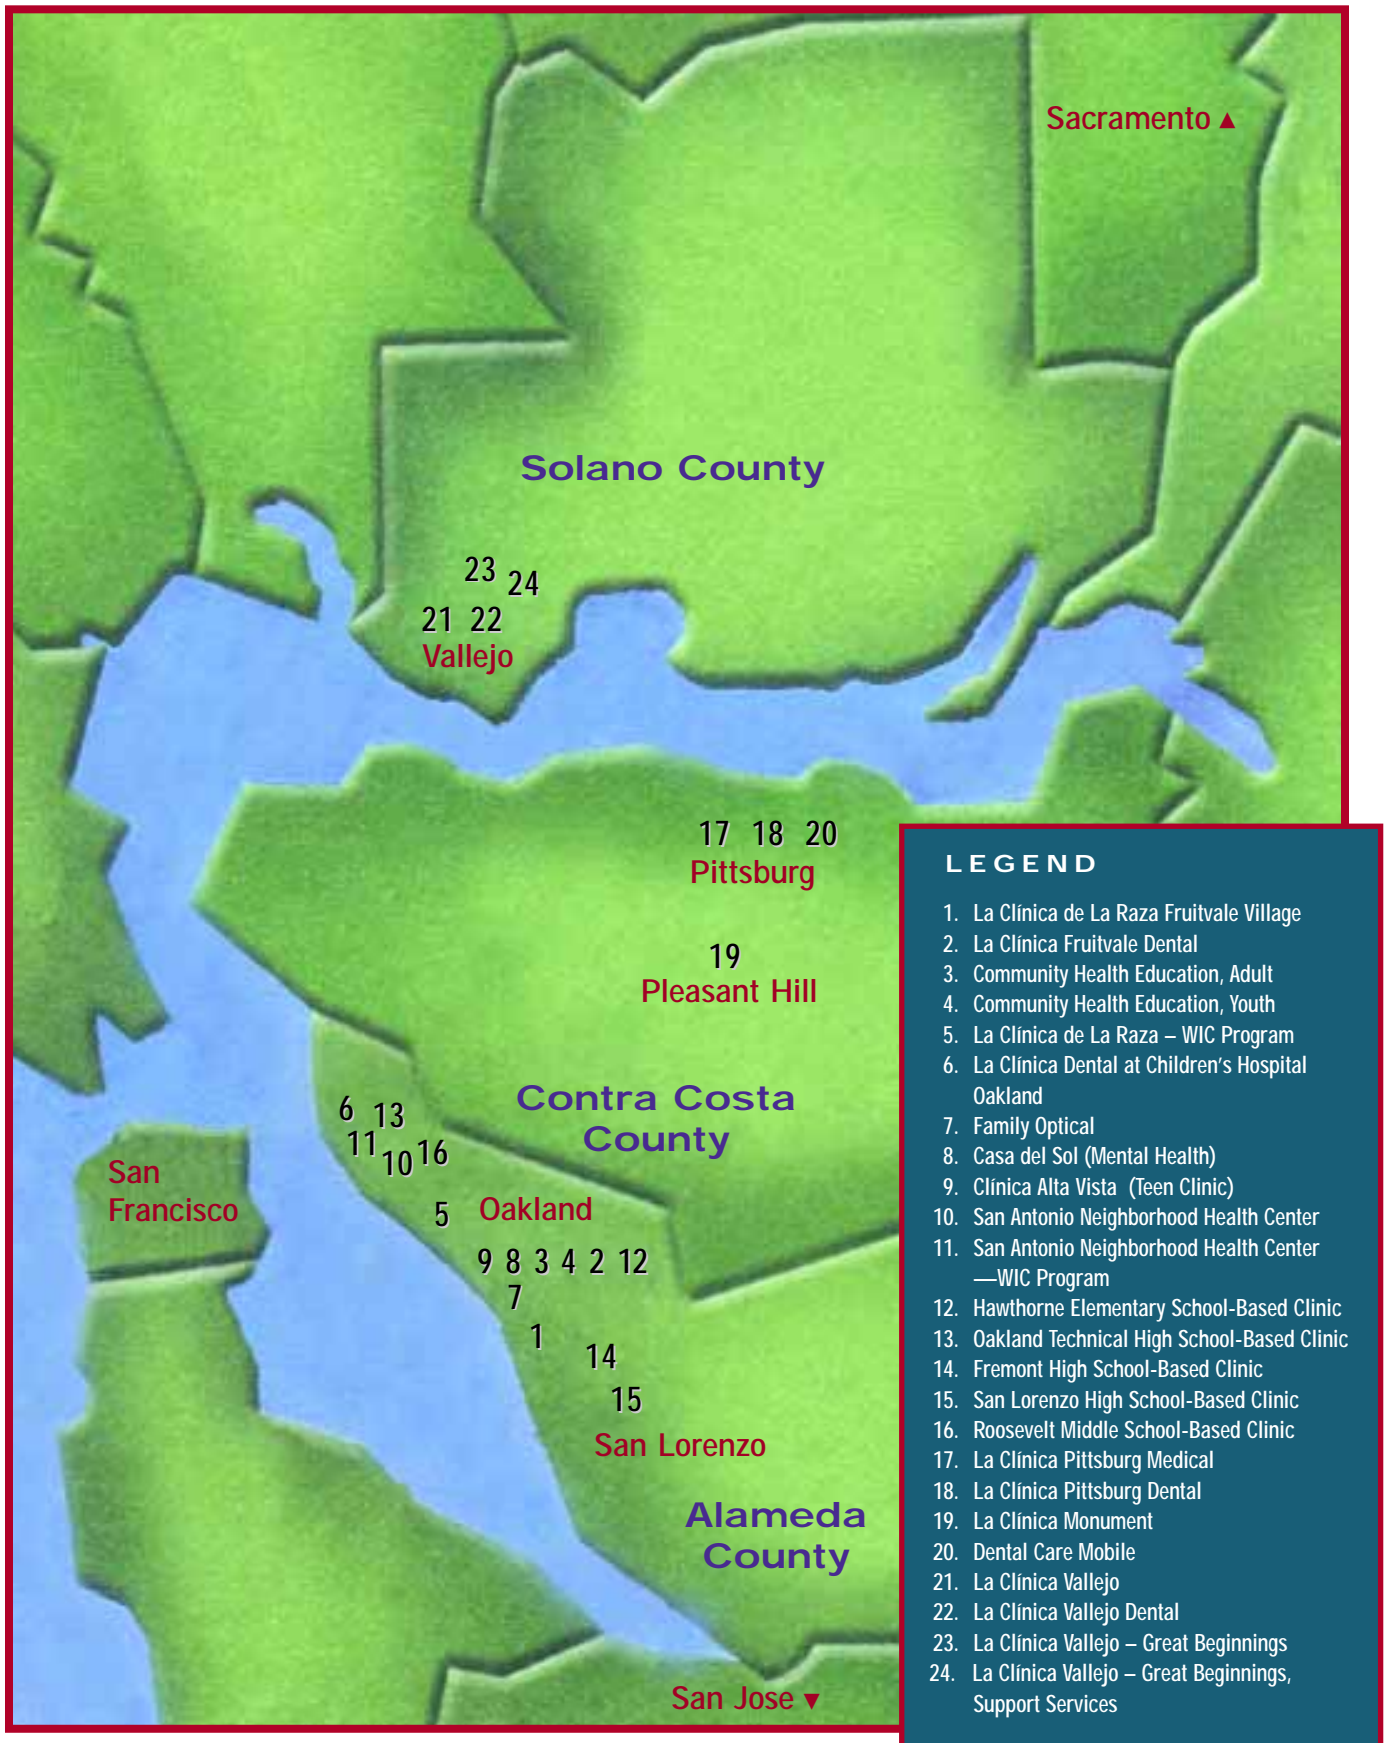 Sacramento ▲
Solano County
23 24
21 22
Vallejo
17 18 20
Pittsburg
19
Pleasant Hill
Contra Costa
County
6 13
11 10 16
San
Francisco
5 Oakland
9 8 3 4 2 12
7
1
14
15
San Lorenzo
Alameda
County
San Jose ▼
LEGEND
1. La Clínica de La Raza Fruitvale Village
2. La Clínica Fruitvale Dental
3. Community Health Education, Adult
4. Community Health Education, Youth
5. La Clínica de La Raza – WIC Program
6. La Clínica Dental at Children's Hospital
Oakland
7. Family Optical
8. Casa del Sol (Mental Health)
9. Clínica Alta Vista (Teen Clinic)
10. San Antonio Neighborhood Health Center
11. San Antonio Neighborhood Health Center
—WIC Program
12. Hawthorne Elementary School-Based Clinic
13. Oakland Technical High School-Based Clinic
14. Fremont High School-Based Clinic
15. San Lorenzo High School-Based Clinic
16. Roosevelt Middle School-Based Clinic
17. La Clínica Pittsburg Medical
18. La Clínica Pittsburg Dental
19. La Clínica Monument
20. Dental Care Mobile
21. La Clínica Vallejo
22. La Clínica Vallejo Dental
23. La Clínica Vallejo – Great Beginnings
24. La Clínica Vallejo – Great Beginnings,
Support Services